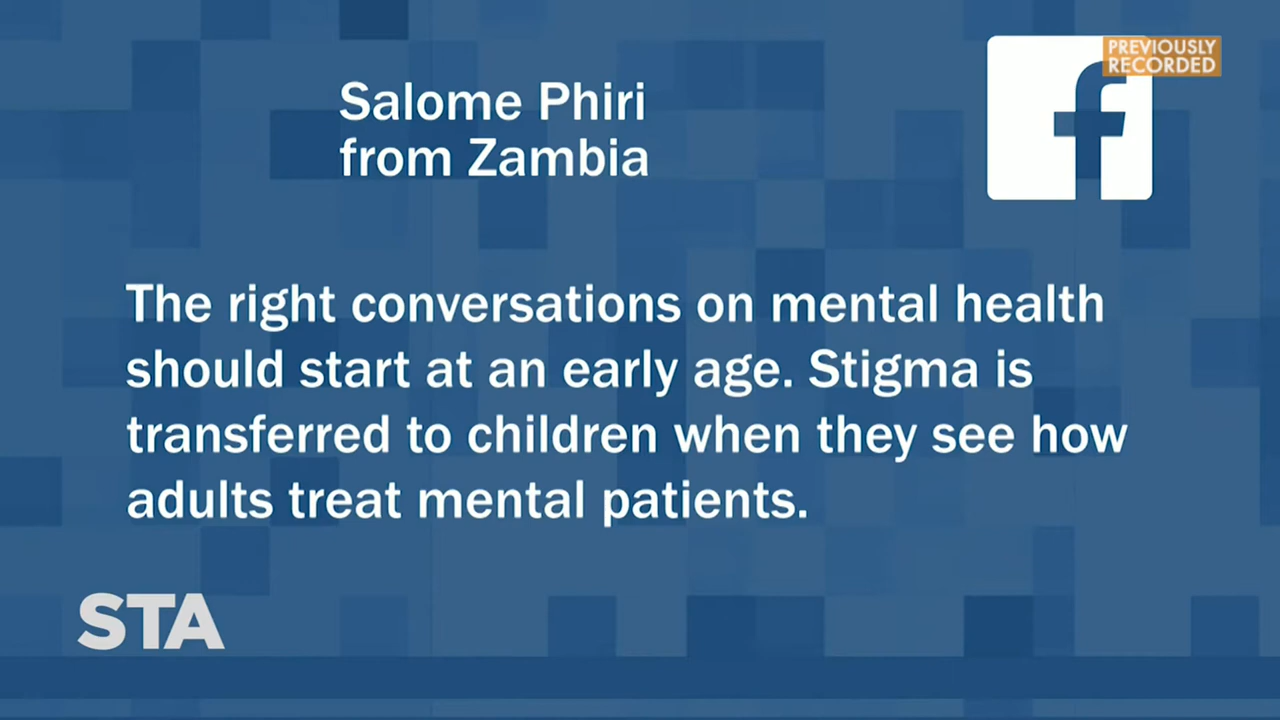 PREVIOUSLY
RECORDED
Salome Phiri
from Zambia
The right conversations on mental health
should start at an early age. Stigma is
transferred to children when they see how
adults treat mental patients.
STA